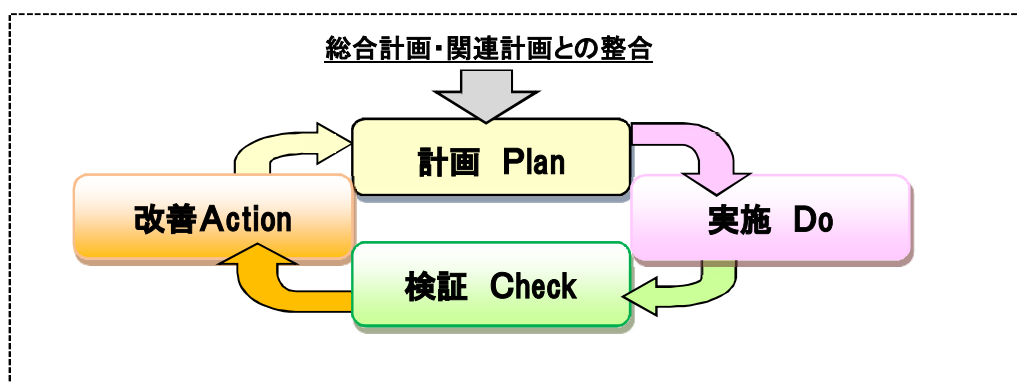 総合計画・関連計画との整合
計画　Plan
改善Action
実施　Do
検証　Check